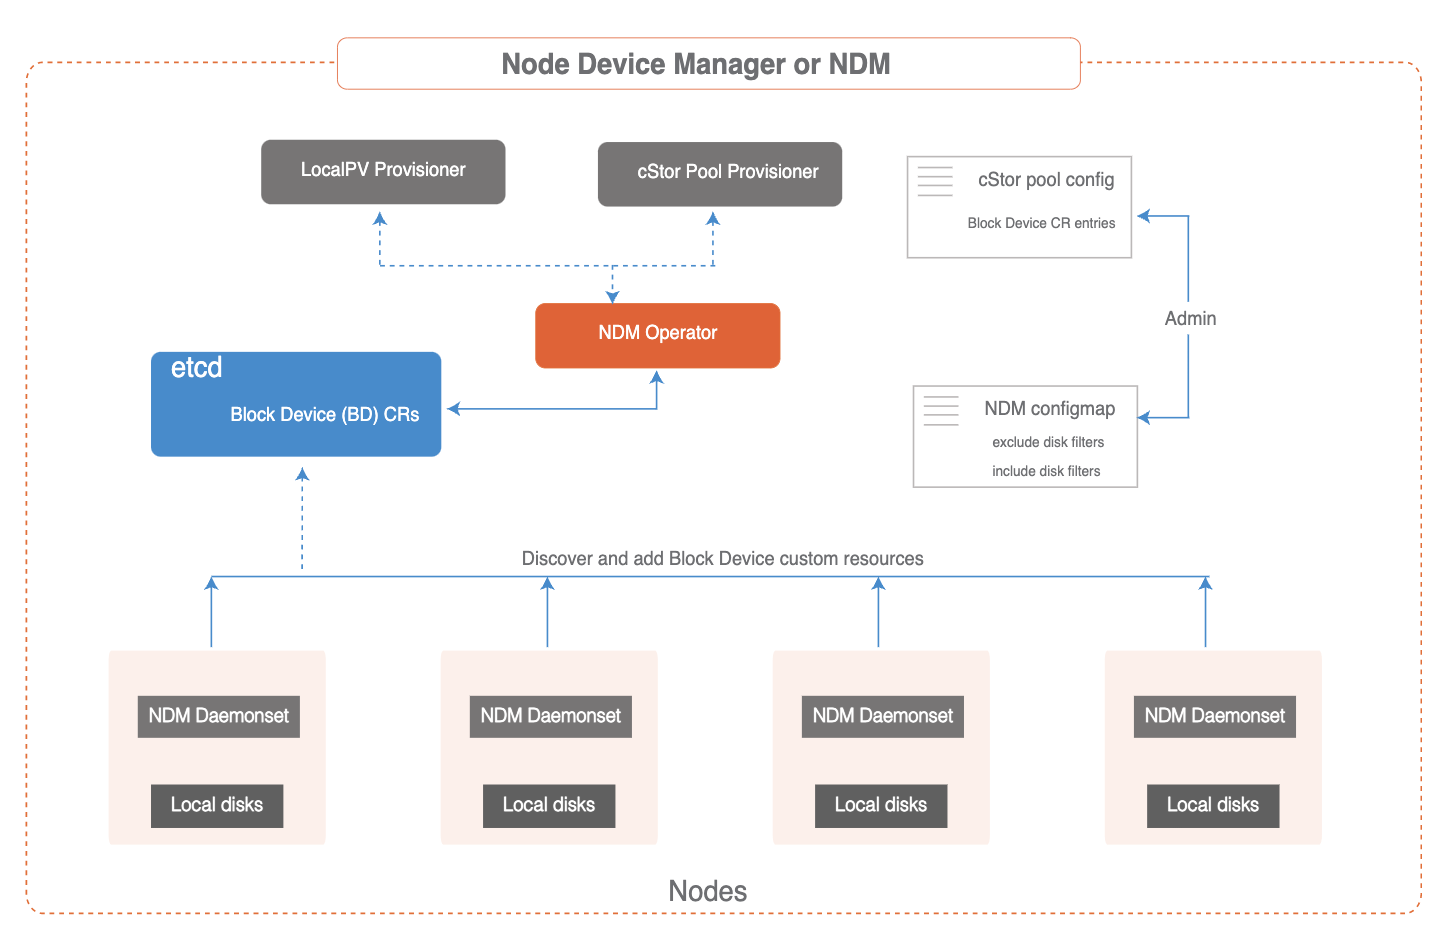 Node Device Manager or NDM
LocalPV Provisioner
cStor Pool Provisioner
cStor pool config
Block Device CR entries
Admin
NDM Operator
etcd
Block Device (BD) CRs
NDM configmap
exclude disk filters
include disk filters
Discover and add Block Device custom resources
NDM Daemonset
NDM Daemonset
NDM Daemonset
NDM Daemonset
Local disks
Local disks
Local disks
Local disks
Nodes